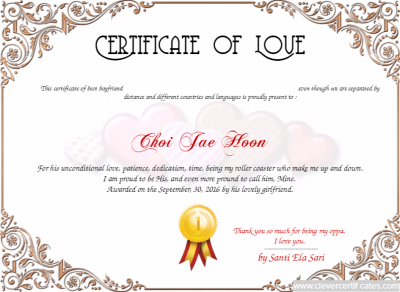 CERTIFICATE OF LOVE
This certificate of best boyfriend even though we are separated by
distance and different countries and languages is proudly present to :
Choi Jae Hoon
For his unconditional love, patience, dedication, time, being my roller coaster who make me up and down.
I am proud to be His, and even more proud to call him, Mine.
Awarded on the September, 30, 2016 by his lovely girlfriend.
1
Thank you so much for being my oppa.
I love you.
by Santi Ela Sari
www.clevercertificates.com